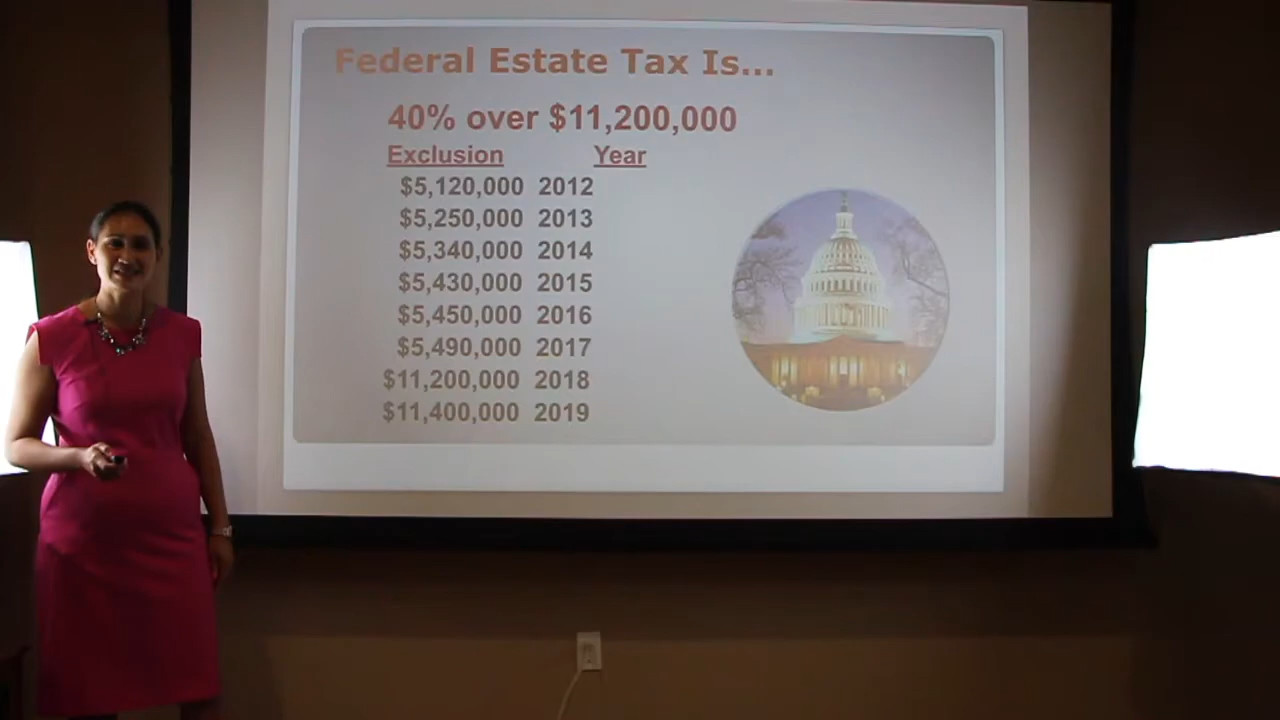 Federal Estate Tax Is...
40% over $11,200,000
Exclusion Year
$5,120,000 2012
$5,250,000 2013
$5,340,000 2014
$5,430,000 2015
$5,450,000 2016
$5,490,000 2017
$11,200,000 2018
$11,400,000 2019